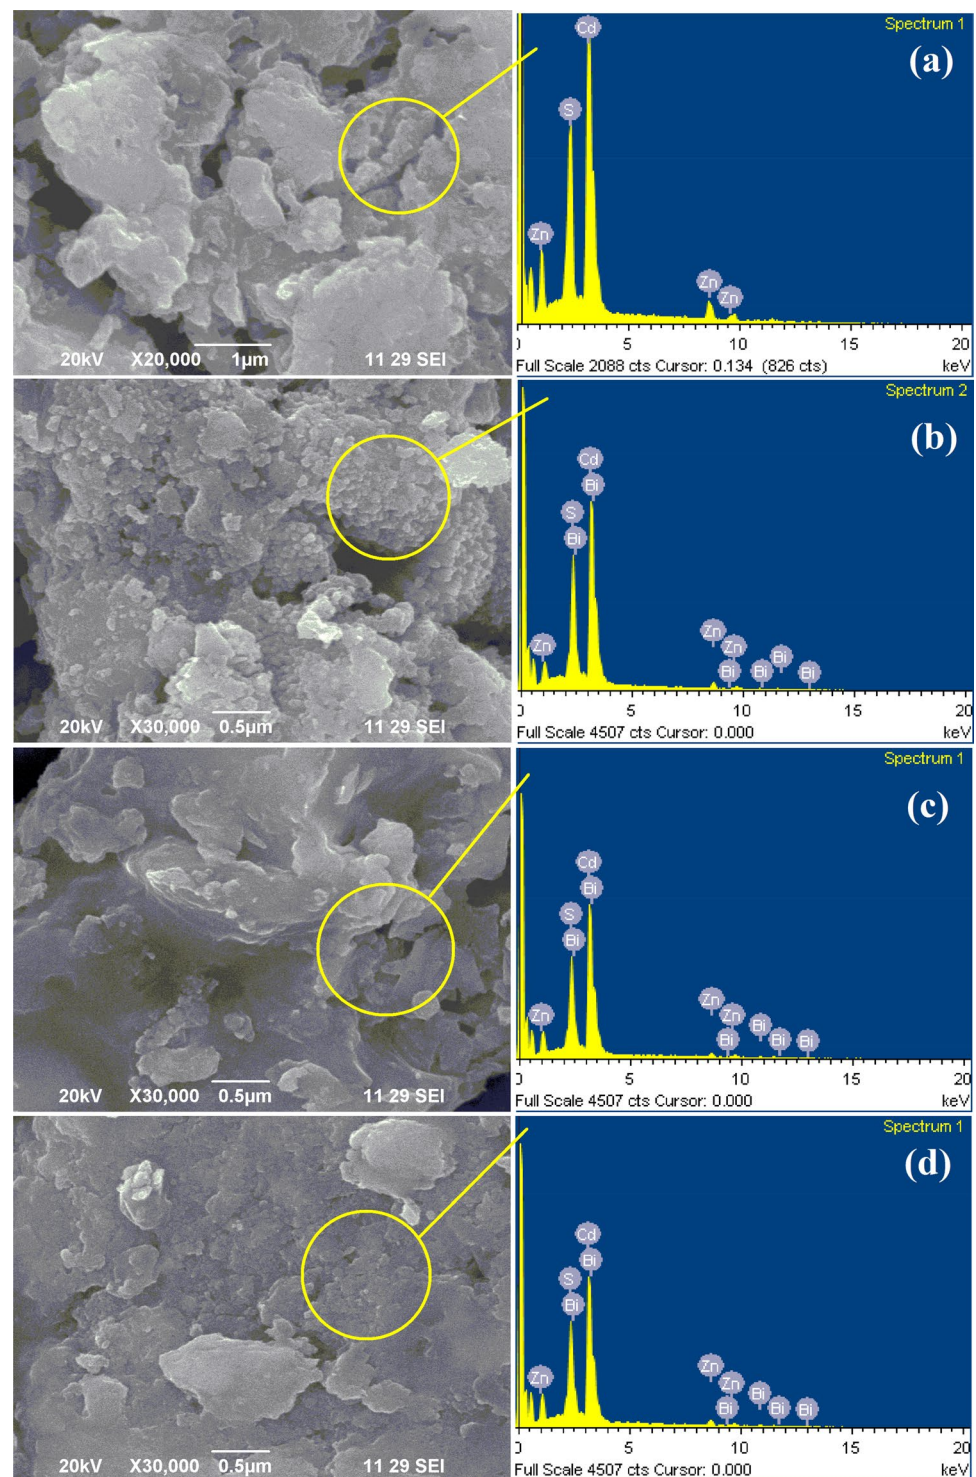 Spectrum 1
(a)
Cd
S
Zn
Zn
Zn
0 5 10 15 20
Full Scale 2088 cts Cursor: 0.134 (826 cts) keV
20kV X20,000 1µm 11 29 SEI
Spectrum 2
(b)
Cd
Bi
S
Bi
Zn
Zn
Zn
Bi
Bi
Bi
Bi
0 5 10 15 20
Full Scale 4507 cts Cursor: 0.000 keV
20kV X30,000 0.5µm 11 29 SEI
Spectrum 1
(c)
Cd
Bi
S
Bi
Zn
Zn
Zn
Bi
Bi
Bi
Bi
0 5 10 15 20
Full Scale 4507 cts Cursor: 0.000 keV
20kV X30,000 0.5µm 11 29 SEI
Spectrum 1
(d)
Cd
Bi
S
Bi
Zn
Zn
Zn
Bi
Bi
Bi
Bi
0 5 10 15 20
Full Scale 4507 cts Cursor: 0.000 keV
20kV X30,000 0.5µm 11 29 SEI